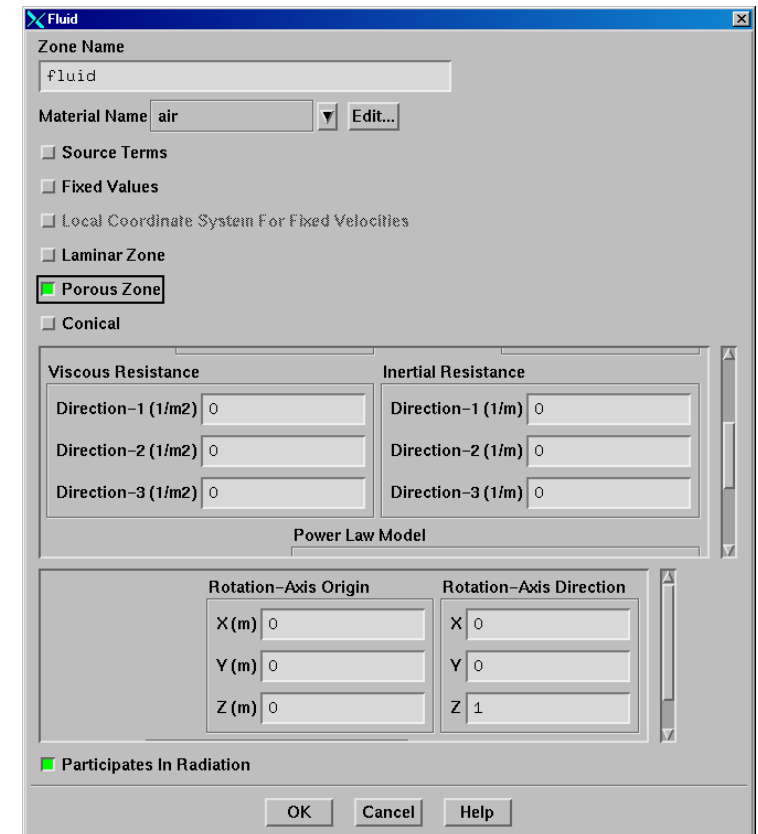 Fluid
Zone Name
fluid
Material Name air Edit...
Source Terms
Fixed Values
Local Coordinate System For Fixed Velocities
Laminar Zone
Porous Zone
Conical
Viscous Resistance Inertial Resistance
Direction-1 (1/m2) 0 Direction-1 (1/m) 0
Direction-2 (1/m2) 0 Direction-2 (1/m) 0
Direction-3 (1/m2) 0 Direction-3 (1/m) 0
Power Law Model
Rotation-Axis Origin Rotation-Axis Direction
X (m) 0 X 0
Y (m) 0 Y 0
Z (m) 0 Z 1
Participates In Radiation
OK Cancel Help